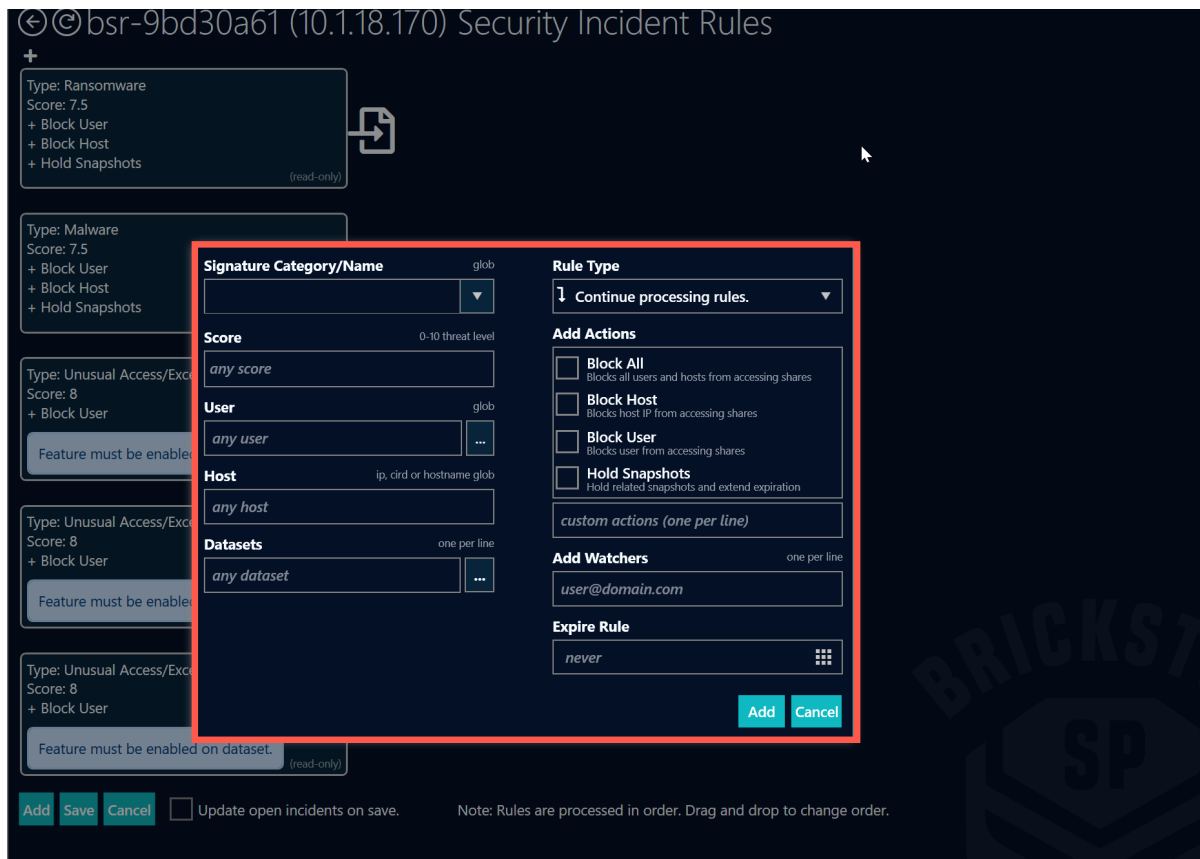 bsr-9bd30a61 (10.1.18.170) Security Incident Rules
+
Type: Ransomware
Score: 7.5
+ Block User
+ Block Host
+ Hold Snapshots
(read-only)
Type: Malware
Score: 7.5
+ Block User
+ Block Host
+ Hold Snapshots
Type: Unusual Access/Exce
Score: 8
+ Block User
Feature must be enable
Type: Unusual Access/Exce
Score: 8
+ Block User
Feature must be enable
Type: Unusual Access/Exce
Score: 8
+ Block User
Feature must be enabled on dataset.
(read-only)
Signature Category/Name glob
Score 0-10 threat level
any score
User glob
any user ...
Host ip, cird or hostname glob
any host
Datasets one per line
any dataset ...
Rule Type
Continue processing rules.
Add Actions
Block All
Blocks all users and hosts from accessing shares
Block Host
Blocks host IP from accessing shares
Block User
Blocks user from accessing shares
Hold Snapshots
Hold related snapshots and extend expiration
custom actions (one per line)
Add Watchers one per line
user@domain.com
Expire Rule
never
Add Cancel
Add Save Cancel Update open incidents on save. Note: Rules are processed in order. Drag and drop to change order.
BRICKST
SP